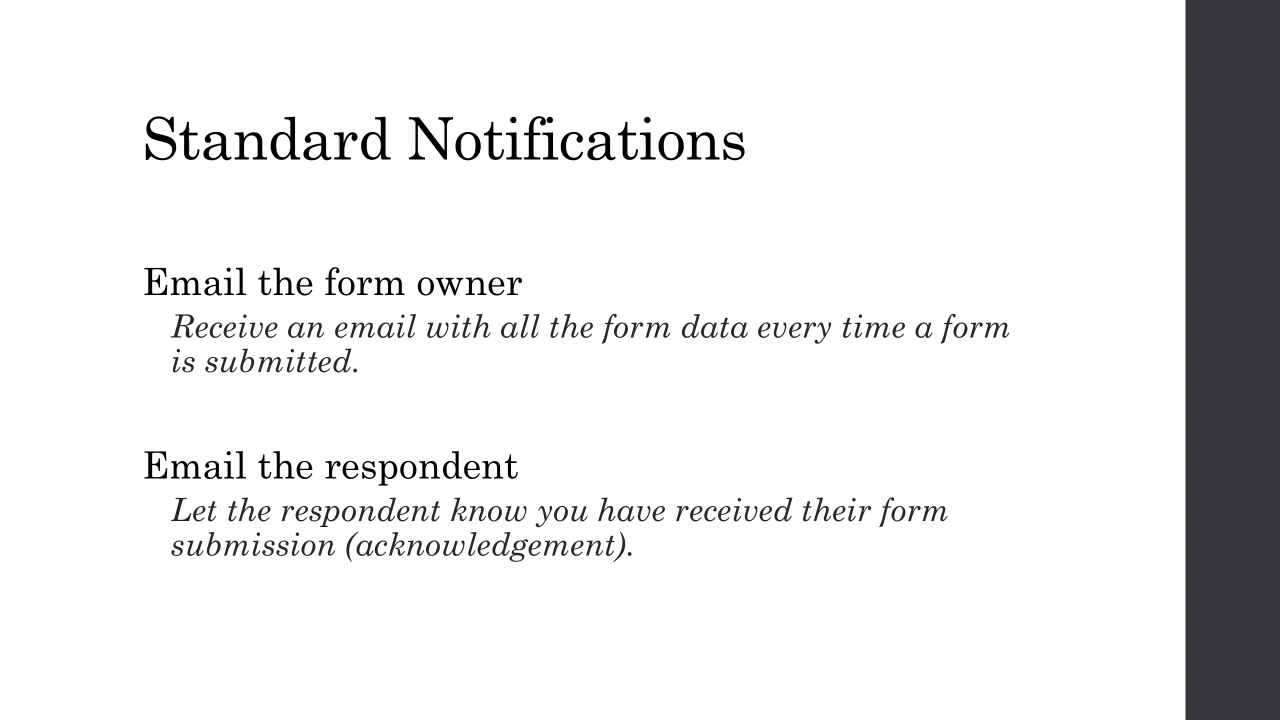 Standard Notifications
Email the form owner
Receive an email with all the form data every time a form
is submitted.
Email the respondent
Let the respondent know you have received their form
submission (acknowledgement).